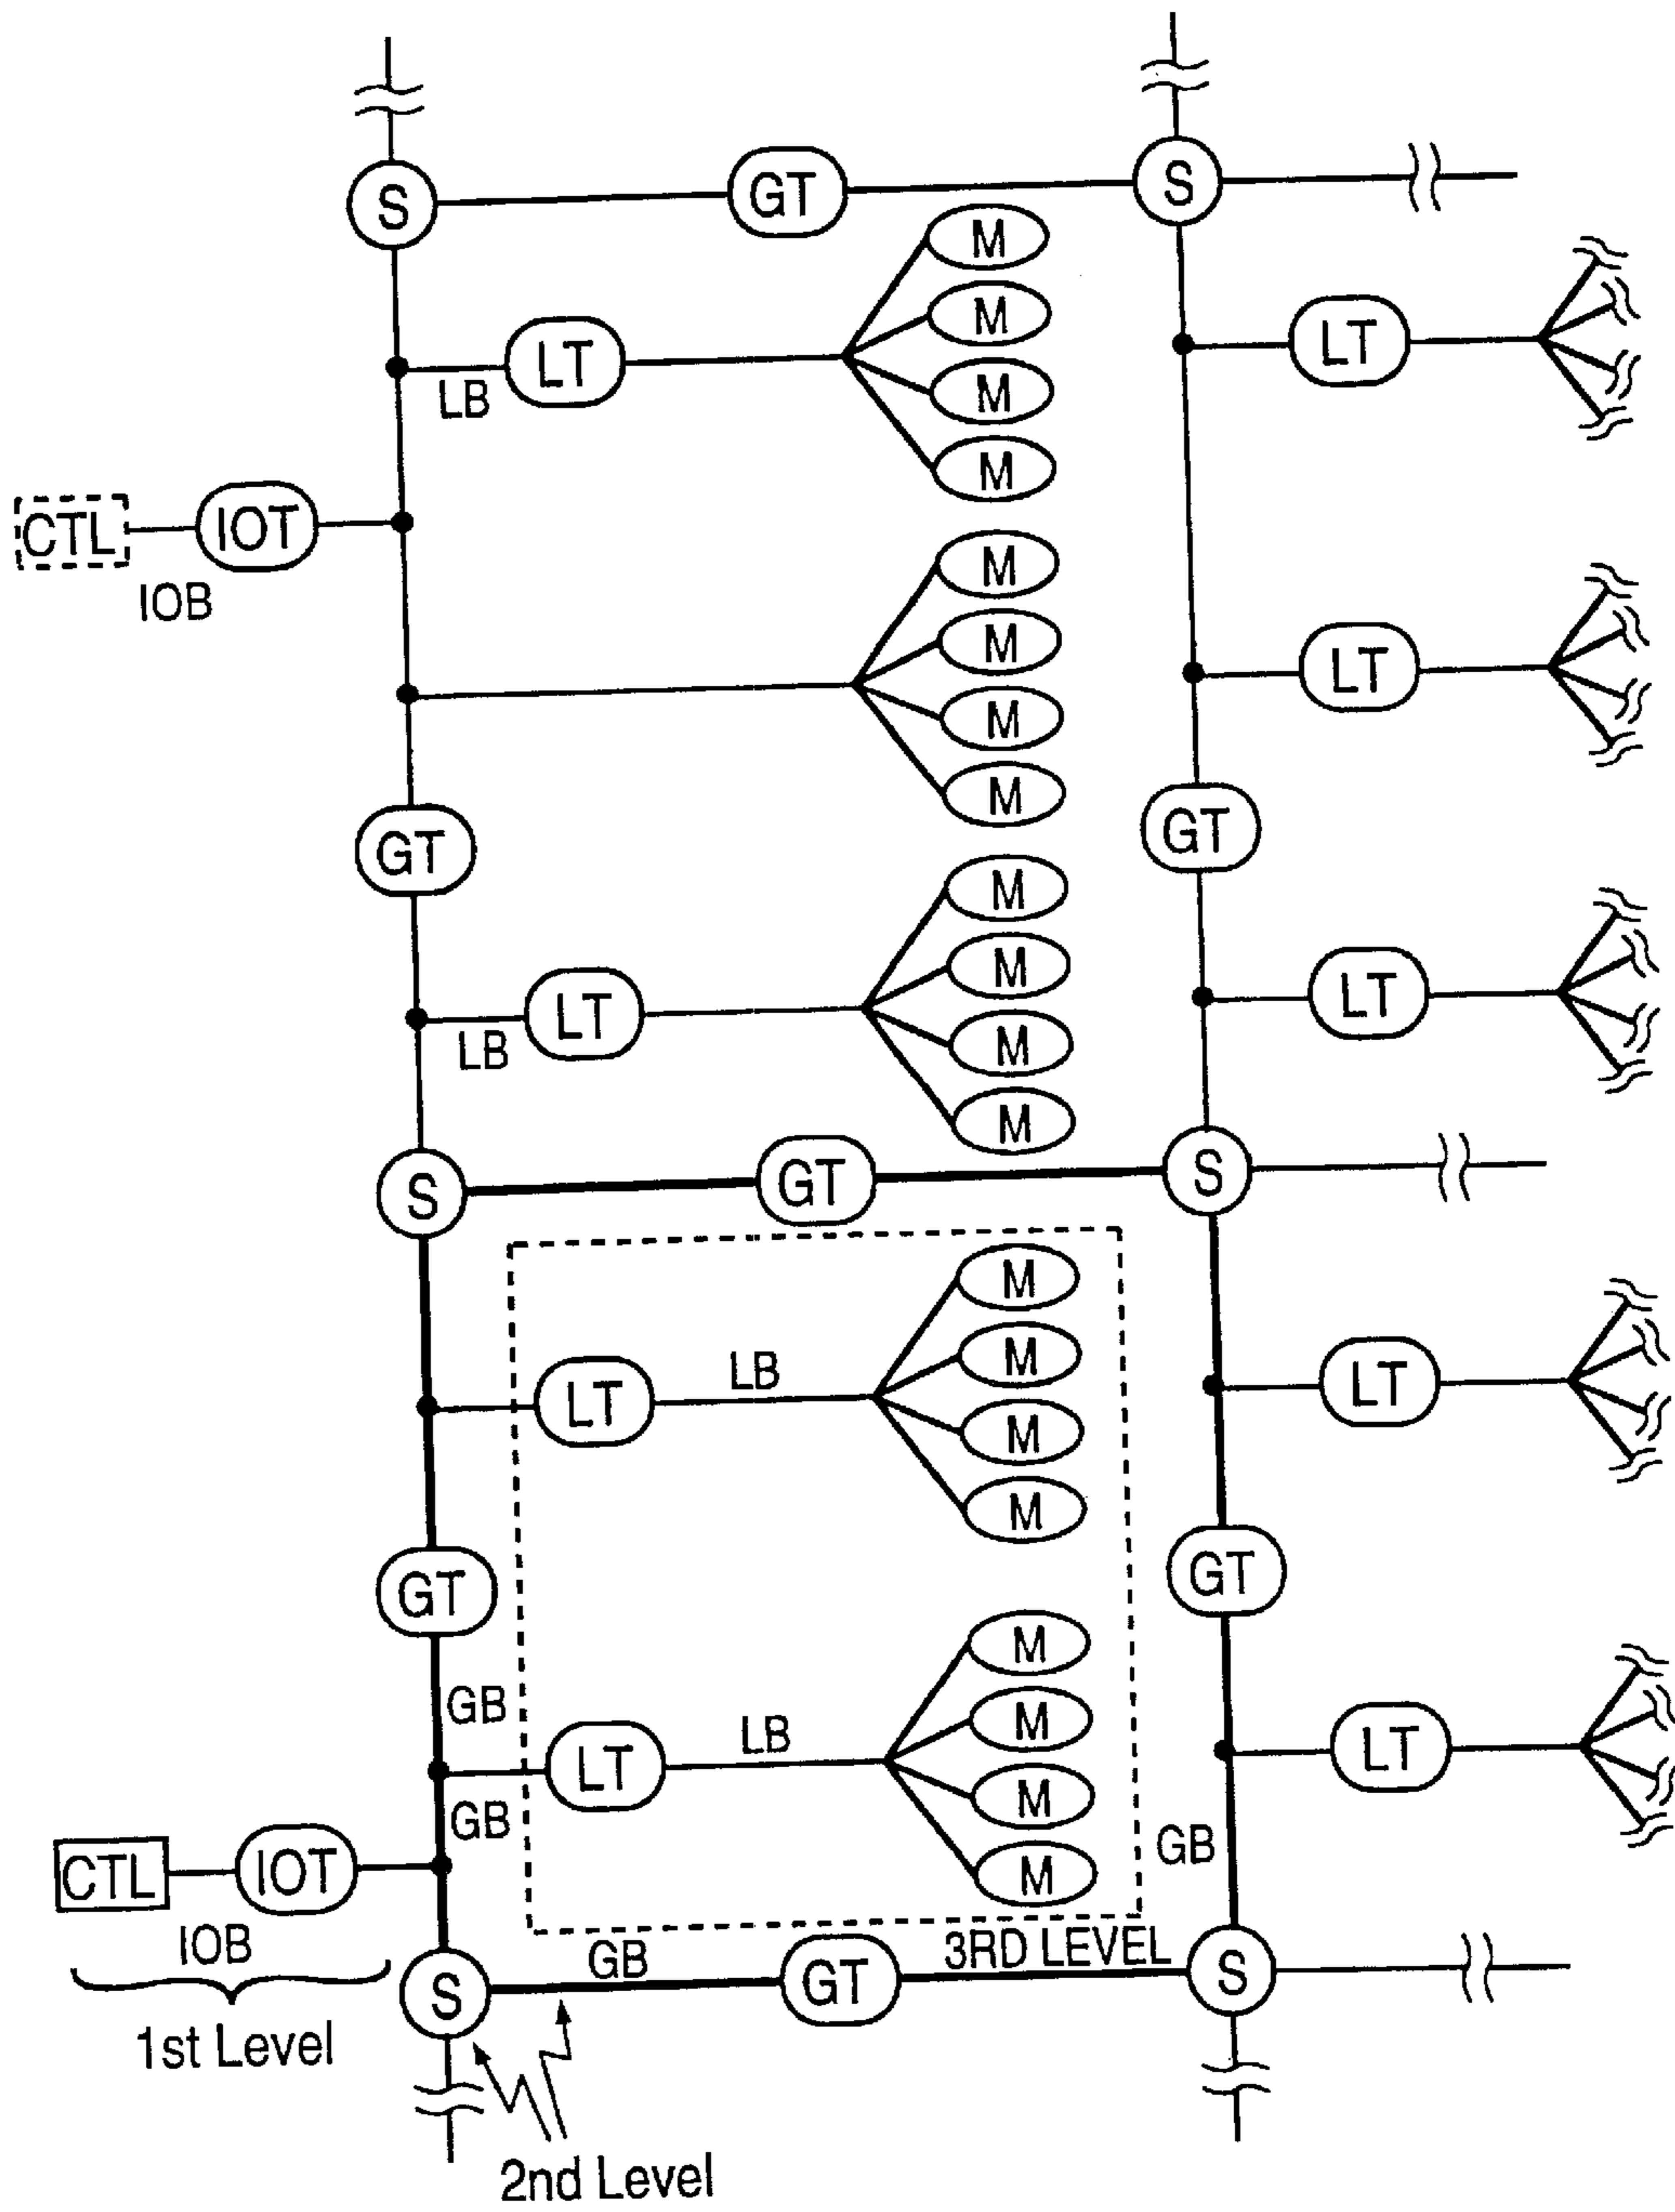 S GT S
M
M
LT LT
LB M
M
CTL IOT
IOB
M
M
LT
M
M
GT GT
M
M
LT LT
LB M
M
S GT S
M
LB M
LT LT
M
M
GT GT
M
GB
LB M
LT LT
GB M
GB
CTL IOT M
IOB
GB 3RD LEVEL
S GT S
1st Level
2nd Level